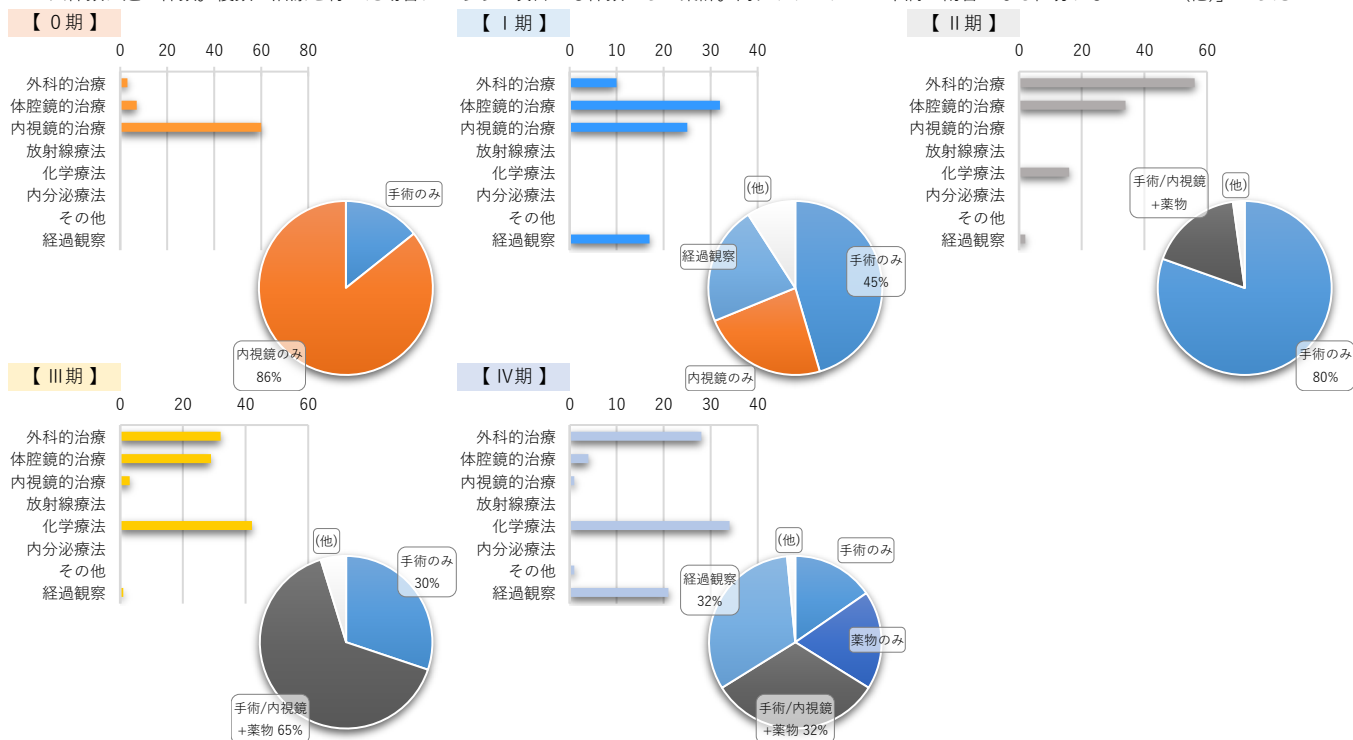 【 0期 】
0 20 40 60 80
外科的治療
体腔鏡的治療
内視鏡的治療
放射線療法
化学療法
内分泌療法
その他
経過観察
手術のみ
内視鏡のみ
86%
【 Ⅰ期 】
0 10 20 30 40
外科的治療
体腔鏡的治療
内視鏡的治療
放射線療法
化学療法
内分泌療法
その他
経過観察
(他)
経過観察
手術のみ
45%
内視鏡のみ
【 Ⅱ期 】
0 20 40 60
外科的治療
体腔鏡的治療
内視鏡的治療
放射線療法
化学療法
内分泌療法
その他
経過観察
手術/内視鏡
+薬物
(他)
手術のみ
80%
【 Ⅲ期 】
0 20 40 60
外科的治療
体腔鏡的治療
内視鏡的治療
放射線療法
化学療法
内分泌療法
その他
経過観察
(他)
手術のみ
30%
手術/内視鏡
+薬物 65%
【 Ⅳ期 】
0 10 20 30 40
外科的治療
体腔鏡的治療
内視鏡的治療
放射線療法
化学療法
内分泌療法
その他
経過観察
(他)
手術のみ
経過観察
32%
薬物のみ
手術/内視鏡
+薬物 32%